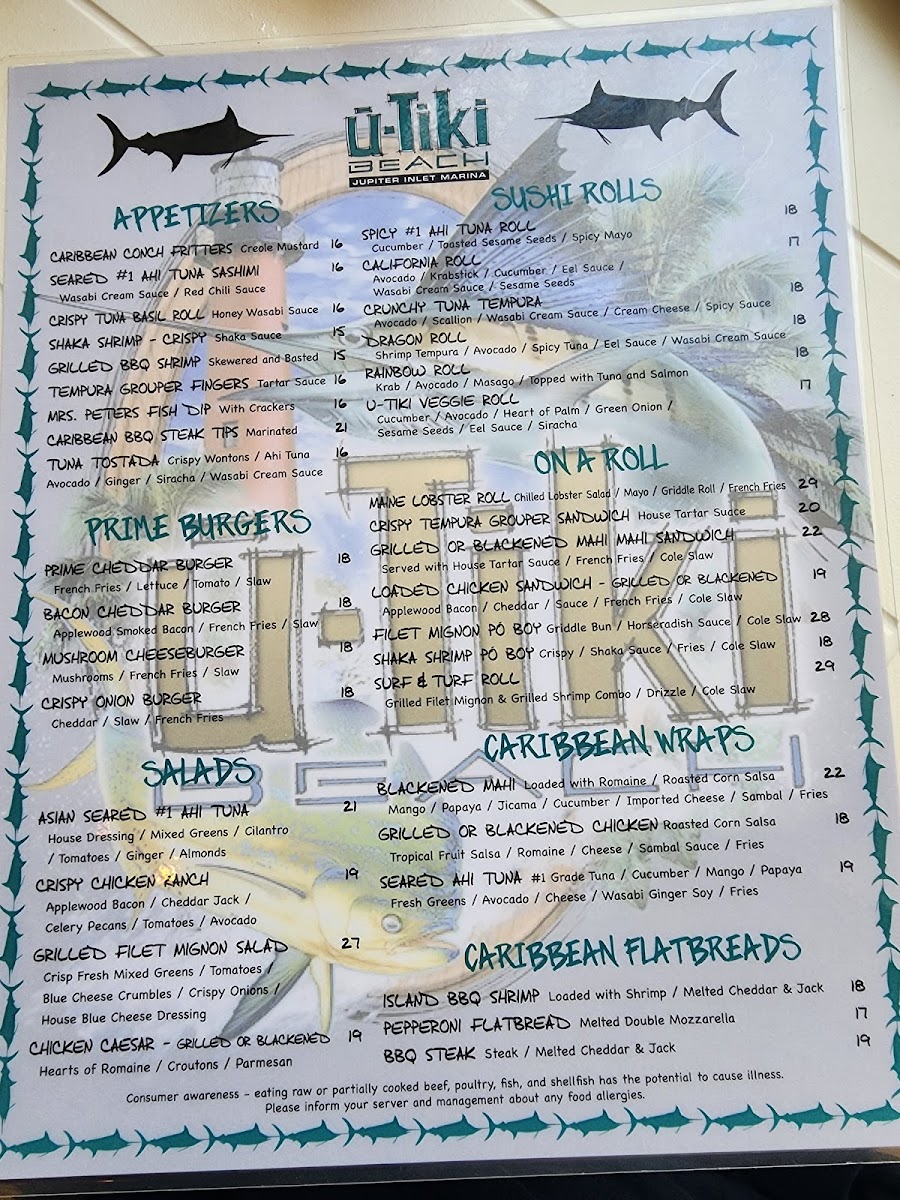 Ū-Tiki
BEACH
JUPITER INLET MARINA
APPETIZERS
CARIBBEAN CONCH FRITTERS Creole Mustard 16
SEARED #1 AHI TUNA SASHIMI 16
Wasabi Cream Sauce / Red Chili Sauce
CRISPY TUNA BASIL ROLL Honey Wasabi Sauce 16
SHAKA SHRIMP - CRISPY Shaka Sauce 15
GRILLED BBQ SHRIMP Skewered and Basted 15
TEMPURA GROUPER FINGERS Tartar Sauce 16
MRS. PETERS FISH DIP With Crackers 16
CARIBBEAN BBQ STEAK TIPS Marinated 21
TUNA TOSTADA Crispy Wontons / Ahi Tuna 16
Avocado / Ginger / Siracha / Wasabi Cream Sauce
PRIME BURGERS
PRIME CHEDDAR BURGER 18
French Fries / Lettuce / Tomato / Slaw
BACON CHEDDAR BURGER 18
Applewood Smoked Bacon / French Fries / Slaw
MUSHROOM CHEESEBURGER 18
Mushrooms / French Fries / Slaw
CRISPY ONION BURGER 18
Cheddar / Slaw / French Fries
SALADS
ASIAN SEARED #1 AHI TUNA 21
House Dressing / Mixed Greens / Cilantro
/ Tomatoes / Ginger / Almonds
CRISPY CHICKEN RANCH 19
Applewood Bacon / Cheddar Jack /
Celery Pecans / Tomatoes / Avocado
GRILLED FILET MIGNON SALAD 27
Crisp Fresh Mixed Greens / Tomatoes /
Blue Cheese Crumbles / Crispy Onions /
House Blue Cheese Dressing
CHICKEN CAESAR - GRILLED OR BLACKENED 19
Hearts of Romaine / Croutons / Parmesan
SUSHI ROLLS
SPICY #1 AHI TUNA ROLL 18
Cucumber / Toasted Sesame Seeds / Spicy Mayo
CALIFORNIA ROLL 17
Avocado / Krabstick / Cucumber / Eel Sauce /
Wasabi Cream Sauce / Sesame Seeds
CRUNCHY TUNA TEMPURA 18
Avocado / Scallion / Wasabi Cream Sauce / Cream Cheese / Spicy Sauce
DRAGON ROLL 18
Shrimp Tempura / Avocado / Spicy Tuna / Eel Sauce / Wasabi Cream Sauce
RAINBOW ROLL 18
Krab / Avocado / Masago / Topped with Tuna and Salmon
U-TIKI VEGGIE ROLL 17
Cucumber / Avocado / Heart of Palm / Green Onion /
Sesame Seeds / Eel Sauce / Siracha
ON A ROLL
MAINE LOBSTER ROLL Chilled Lobster Salad / Mayo / Griddle Roll / French Fries 29
CRISPY TEMPURA GROUPER SANDWICH House Tartar Suace 20
GRILLED OR BLACKENED MAHI MAHI SANDWICH 22
Served with House Tartar Sauce / French Fries / Cole Slaw
LOADED CHICKEN SANDWICH - GRILLED OR BLACKENED 19
Applewood Bacon / Cheddar / Sauce / French Fries / Cole Slaw
FILET MIGNON PO BOY Griddle Bun / Horseradish Sauce / Cole Slaw 28
SHAKA SHRIMP PO BOY Crispy / Shaka Sauce / Fries / Cole Slaw 18
SURF & TURF ROLL 29
Grilled Filet Mignon & Grilled Shrimp Combo / Drizzle / Cole Slaw
CARIBBEAN WRAPS
BLACKENED MAHI Loaded with Romaine / Roasted Corn Salsa 22
Mango / Papaya / Jicama / Cucumber / Imported Cheese / Sambal / Fries
GRILLED OR BLACKENED CHICKEN Roasted Corn Salsa 18
Tropical Fruit Salsa / Romaine / Cheese / Sambal Sauce / Fries
SEARED AHI TUNA #1 Grade Tuna / Cucumber / Mango / Papaya 19
Fresh Greens / Avocado / Cheese / Wasabi Ginger Soy / Fries
CARIBBEAN FLATBREADS
ISLAND BBQ SHRIMP Loaded with Shrimp / Melted Cheddar & Jack 18
PEPPERONI FLATBREAD Melted Double Mozzarella 17
BBQ STEAK Steak / Melted Cheddar & Jack 19
Ū-Tiki
BEACH
Consumer awareness - eating raw or partially cooked beef, poultry, fish, and shellfish has the potential to cause illness.
Please inform your server and management about any food allergies.